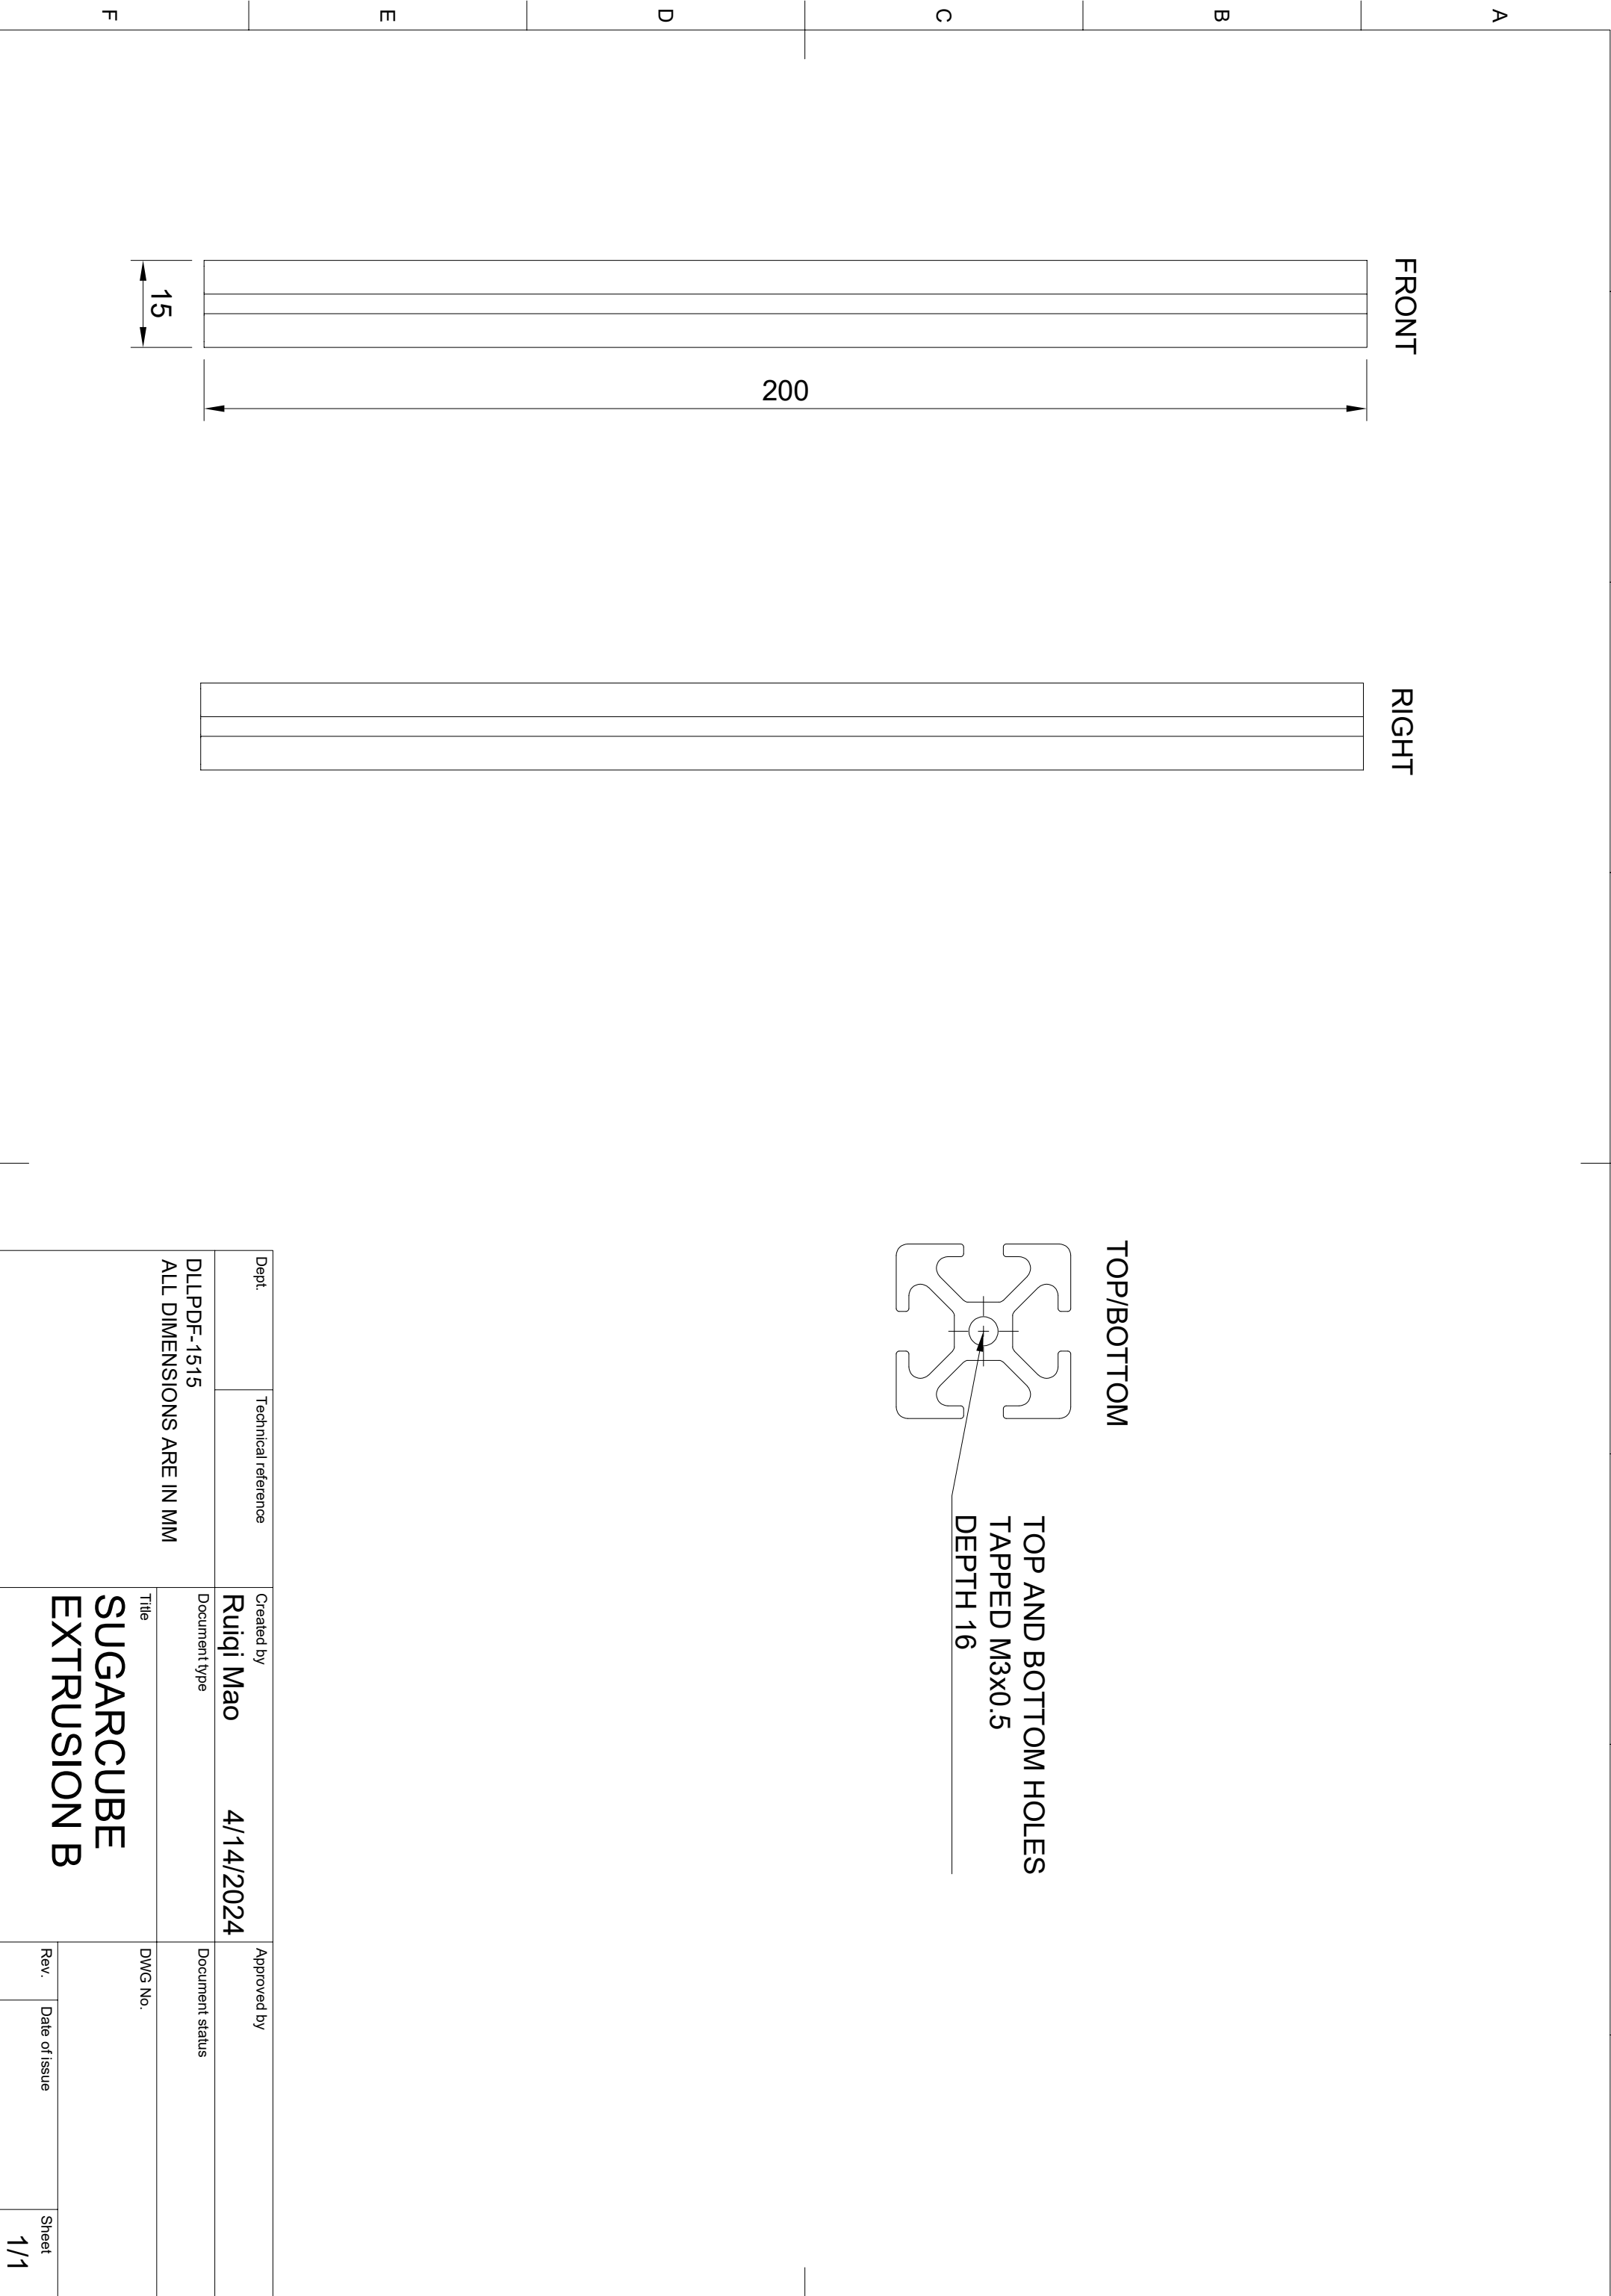 A
B
C
D
E
F
FRONT
15
200
RIGHT
TOP/BOTTOM
TOP AND BOTTOM HOLES
TAPPED M3x0.5
DEPTH 16
Dept.
Technical reference
Created by
Ruiqi Mao 4/14/2024
Approved by
DLLPDF-1515
ALL DIMENSIONS ARE IN MM
Document type
Document status
Title
SUGARCUBE
EXTRUSION B
DWG No.
Rev.
Date of issue
Sheet
1/1